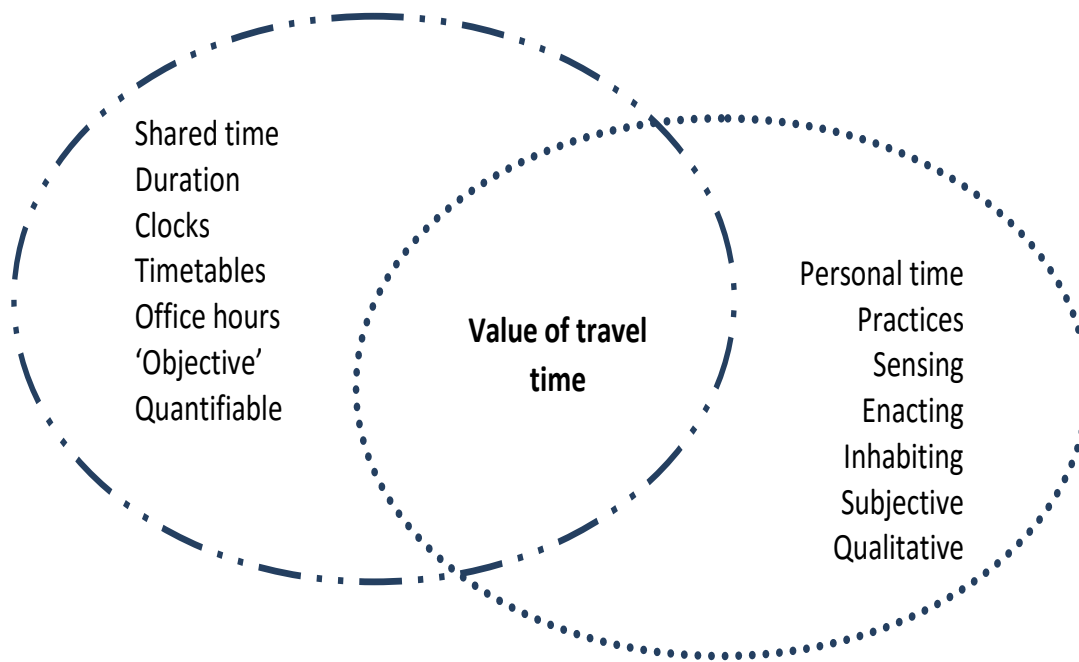 Shared time
Duration
Clocks
Timetables
Office hours
‘Objective’
Quantifiable
Value of travel
time
Personal time
Practices
Sensing
Enacting
Inhabiting
Subjective
Qualitative